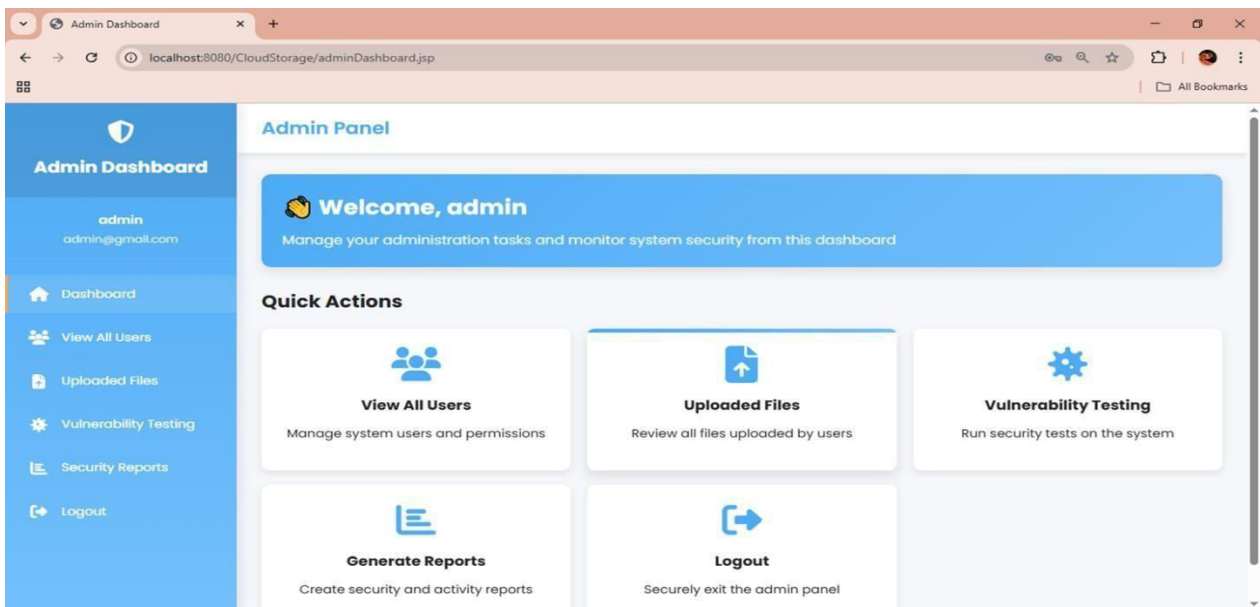 Admin Dashboard
localhost:8080/CloudStorage/adminDashboard.jsp
All Bookmarks
Admin Dashboard
admin
admin@gmail.com
Dashboard
View All Users
Uploaded Files
Vulnerability Testing
Security Reports
Logout
Admin Panel
Welcome, admin
Manage your administration tasks and monitor system security from this dashboard
Quick Actions
View All Users
Manage system users and permissions
Uploaded Files
Review all files uploaded by users
Vulnerability Testing
Run security tests on the system
Generate Reports
Create security and activity reports
Logout
Securely exit the admin panel